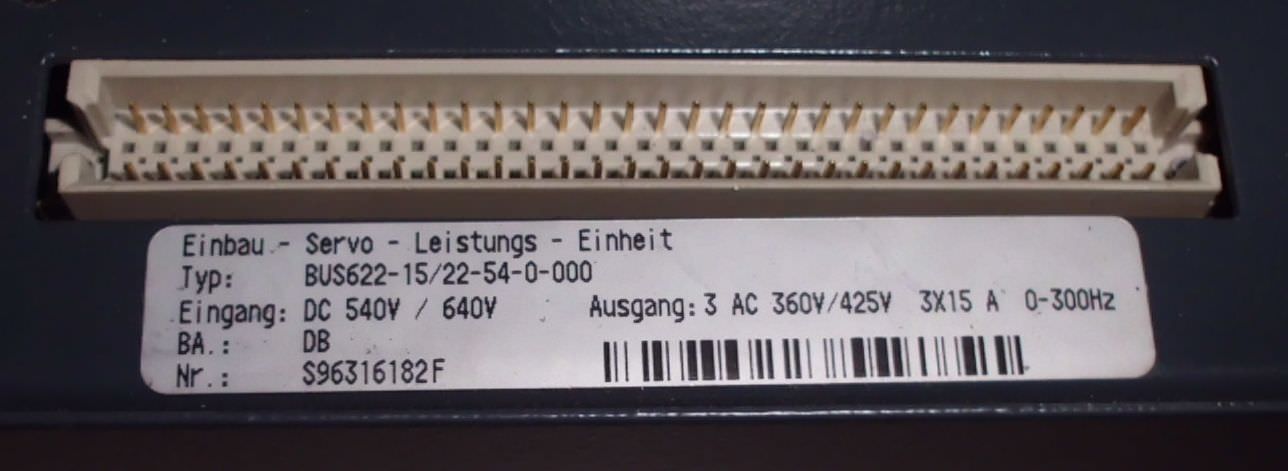 Einbau - Servo - Leistungs - Einheit
Typ: BUS622-15/22-54-0-000
Eingang: DC 540V / 640V Ausgang: 3 AC 360V/425V 3X15 A 0-300Hz
BA.: DB
Nr.: S96316182F